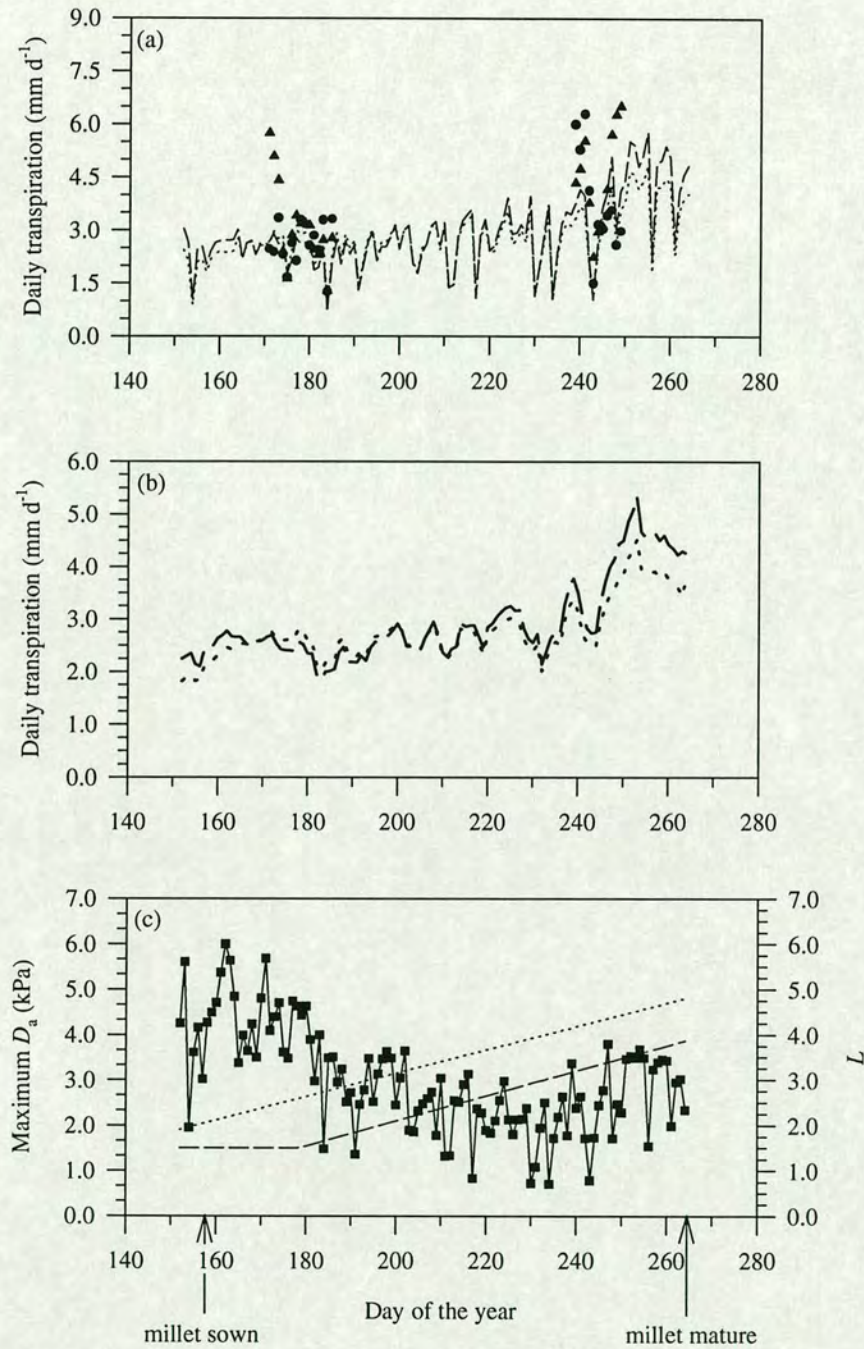 (a)
Daily transpiration (mm d⁻¹)
9.0
7.5
6.0
4.5
3.0
1.5
0.0
140 160 180 200 220 240 260 280
(b)
Daily transpiration (mm d⁻¹)
6.0
5.0
4.0
3.0
2.0
1.0
0.0
140 160 180 200 220 240 260 280
(c)
Maximum Dₐ (kPa)
7.0
6.0
5.0
4.0
3.0
2.0
1.0
0.0
7.0
6.0
5.0
4.0
3.0
2.0
1.0
0.0
L
140 160 180 200 220 240 260 280
Day of the year
millet sown
millet mature